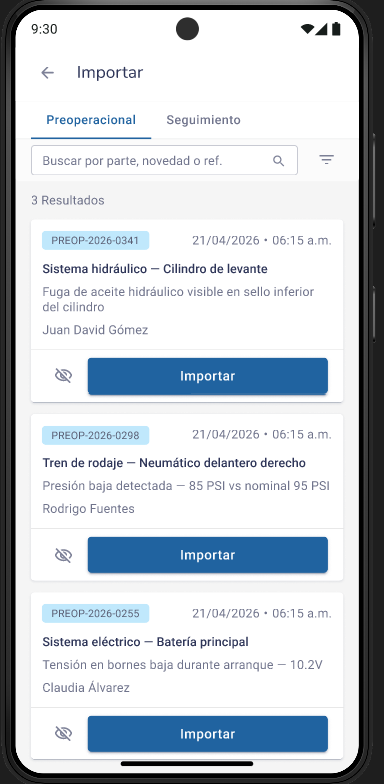 9:30
Importar
Preoperacional
Seguimiento
Buscar por parte, novedad o ref.
3 Resultados
PREOP-2026-0341
21/04/2026 • 06:15 a.m.
Sistema hidráulico — Cilindro de levante
Fuga de aceite hidráulico visible en sello inferior
del cilindro
Juan David Gómez
Importar
PREOP-2026-0298
21/04/2026 • 06:15 a.m.
Tren de rodaje — Neumático delantero derecho
Presión baja detectada — 85 PSI vs nominal 95 PSI
Rodrigo Fuentes
Importar
PREOP-2026-0255
21/04/2026 • 06:15 a.m.
Sistema eléctrico — Batería principal
Tensión en bornes baja durante arranque — 10.2V
Claudia Álvarez
Importar